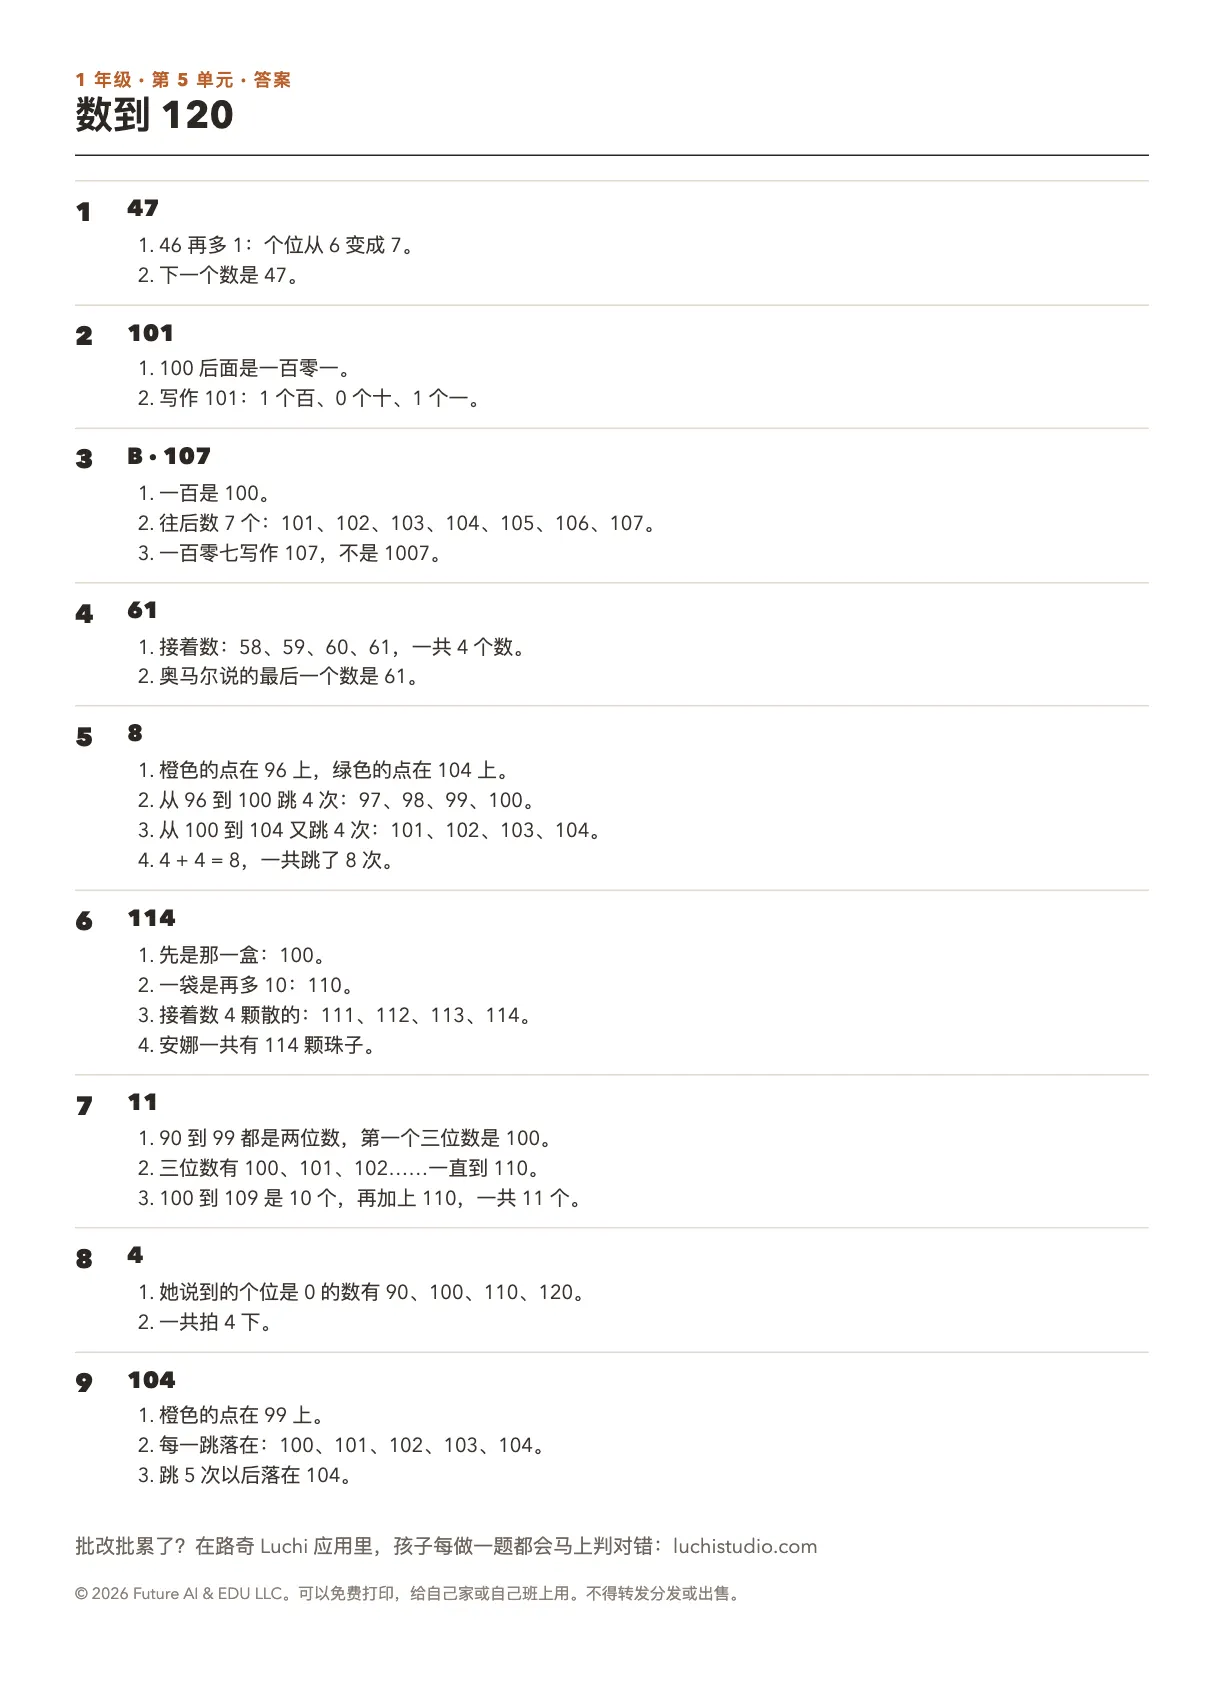 1 年级 · 第 5 单元 · 答案
数到 120
1 47
1. 46 再多 1：个位从 6 变成 7。
2. 下一个数是 47。
2 101
1. 100 后面是一百零一。
2. 写作 101：1 个百、0 个十、1 个一。
3 B · 107
1. 一百是 100。
2. 往后数 7 个：101、102、103、104、105、106、107。
3. 一百零七写作 107，不是 1007。
4 61
1. 接着数：58、59、60、61，一共 4 个数。
2. 奥马尔说的最后一个数是 61。
5 8
1. 橙色的点在 96 上，绿色的点在 104 上。
2. 从 96 到 100 跳 4 次：97、98、99、100。
3. 从 100 到 104 又跳 4 次：101、102、103、104。
4. 4 + 4 = 8，一共跳了 8 次。
6 114
1. 先是那一盒：100。
2. 一袋是再多 10：110。
3. 接着数 4 颗散的：111、112、113、114。
4. 安娜一共有 114 颗珠子。
7 11
1. 90 到 99 都是两位数，第一个三位数是 100。
2. 三位数有 100、101、102……一直到 110。
3. 100 到 109 是 10 个，再加上 110，一共 11 个。
8 4
1. 她说到的个位是 0 的数有 90、100、110、120。
2. 一共拍 4 下。
9 104
1. 橙色的点在 99 上。
2. 每一跳落在：100、101、102、103、104。
3. 跳 5 次以后落在 104。
批改批累了？在路奇 Luchi 应用里，孩子每做一题都会马上判对错：luchistudio.com
© 2026 Future AI & EDU LLC。可以免费打印，给自己家或自己班上用。不得转发分发或出售。